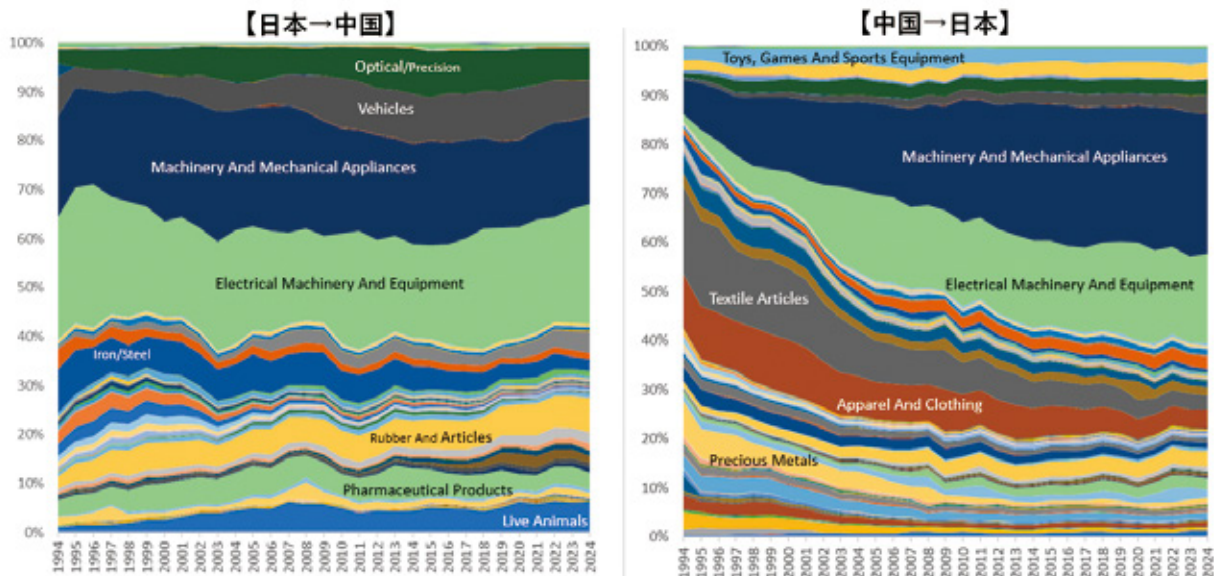 【日本→中国】
100%
90%
80%
70%
60%
50%
40%
30%
20%
10%
0%
Optical/Precision
Vehicles
Machinery And Mechanical Appliances
Electrical Machinery And Equipment
Iron/Steel
Rubber And Articles
Pharmaceutical Products
Live Animals
1994 1995 1996 1997 1998 1999 2000 2001 2002 2003 2004 2005 2006 2007 2008 2009 2010 2011 2012 2013 2014 2015 2016 2017 2018 2019 2020 2021 2022 2023 2024
【中国→日本】
100%
90%
80%
70%
60%
50%
40%
30%
20%
10%
0%
Toys, Games And Sports Equipment
Machinery And Mechanical Appliances
Electrical Machinery And Equipment
Textile Articles
Apparel And Clothing
Precious Metals
1994 1995 1996 1997 1998 1999 2000 2001 2002 2003 2004 2005 2006 2007 2008 2009 2010 2011 2012 2013 2014 2015 2016 2017 2018 2019 2020 2021 2022 2023 2024